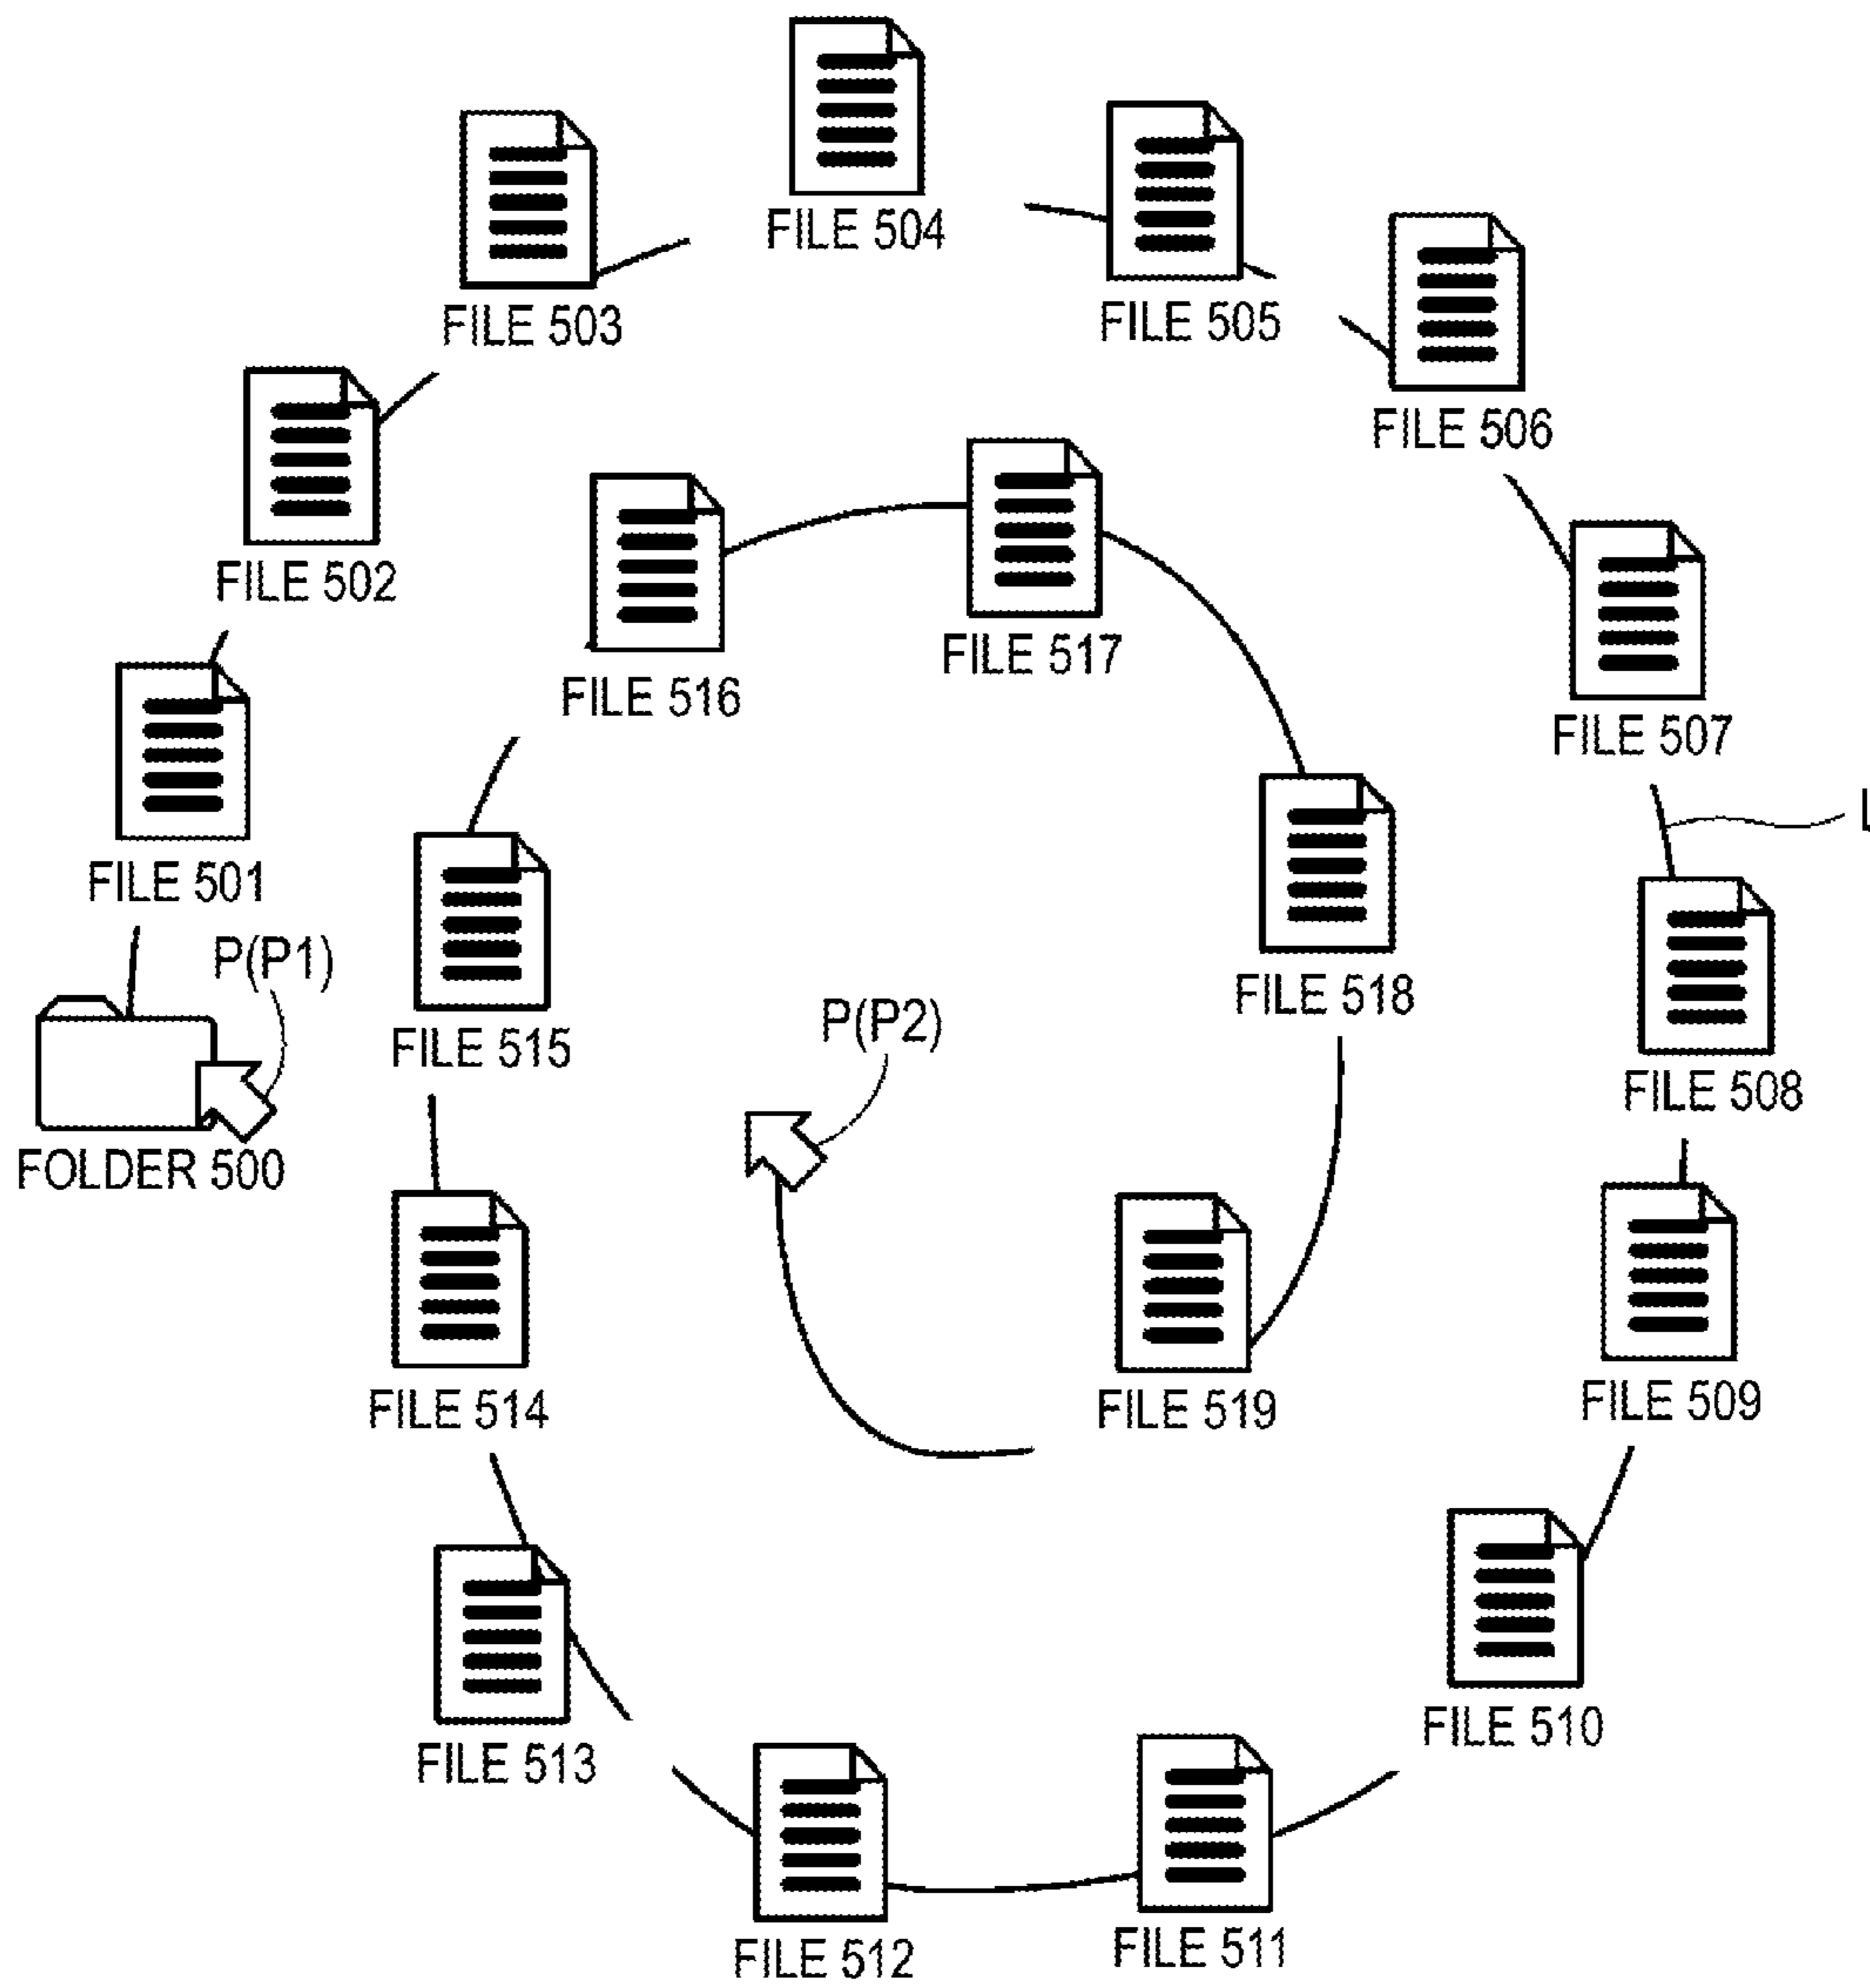 FILE 504
FILE 503
FILE 505
FILE 506
FILE 502
FILE 517
FILE 516
FILE 507
L
FILE 501
P(P1)
FILE 518
P(P2)
FILE 515
FILE 508
FOLDER 500
FILE 514
FILE 519
FILE 509
FILE 510
FILE 513
FILE 512
FILE 511